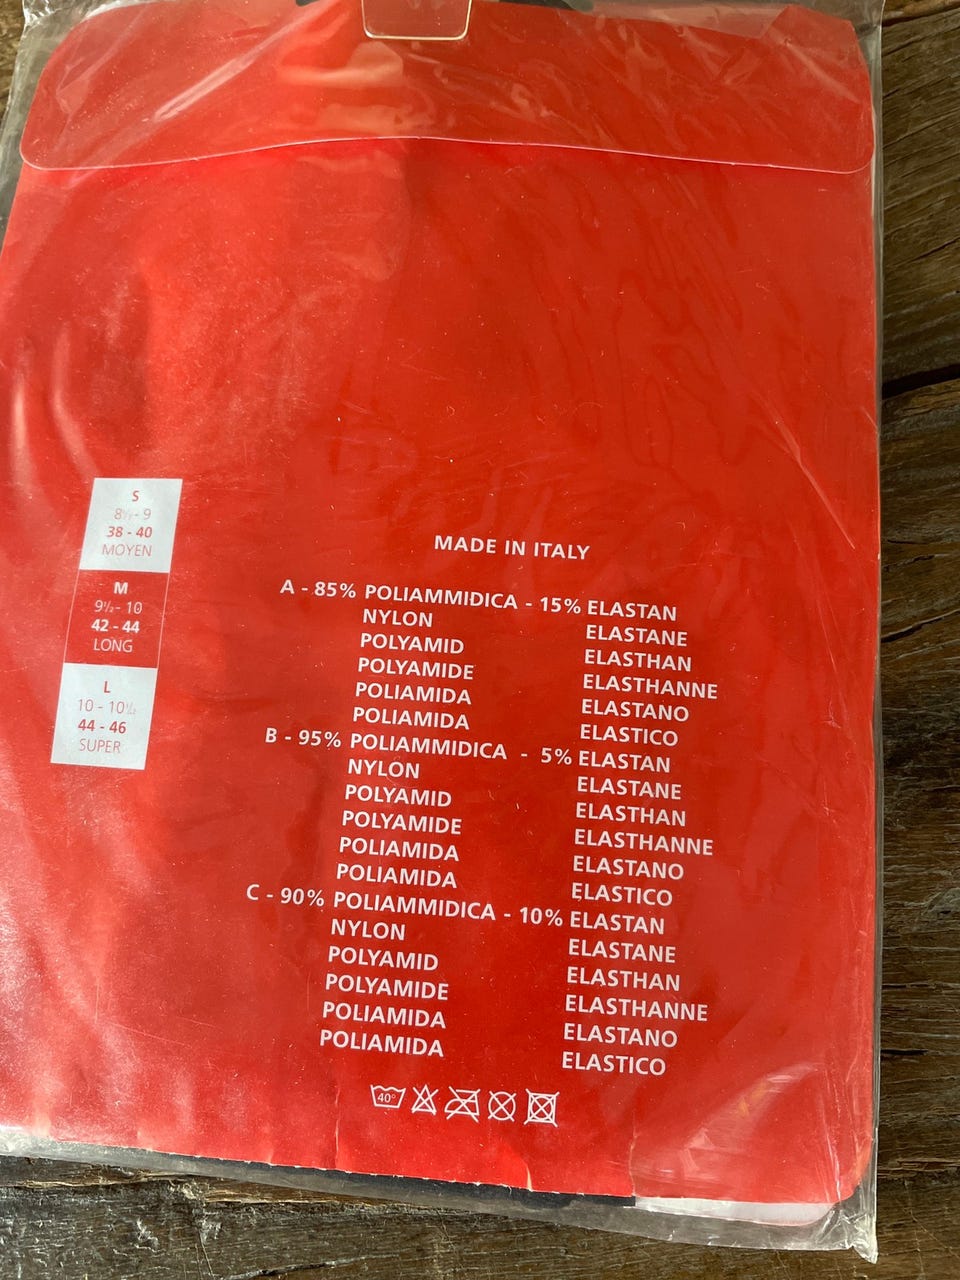 S
8½- 9
38 - 40
MOYEN
M
9½- 10
42 - 44
LONG
L
10 - 10½
44 - 46
SUPER
MADE IN ITALY
A - 85% POLIAMMIDICA - 15% ELASTAN
NYLON ELASTANE
POLYAMID ELASTHAN
POLYAMIDE ELASTHANNE
POLIAMIDA ELASTANO
POLIAMIDA ELASTICO
B - 95% POLIAMMIDICA - 5% ELASTAN
NYLON ELASTANE
POLYAMID ELASTHAN
POLYAMIDE ELASTHANNE
POLIAMIDA ELASTANO
POLIAMIDA ELASTICO
C - 90% POLIAMMIDICA - 10% ELASTAN
NYLON ELASTANE
POLYAMID ELASTHAN
POLYAMIDE ELASTHANNE
POLIAMIDA ELASTANO
POLIAMIDA ELASTICO
40°